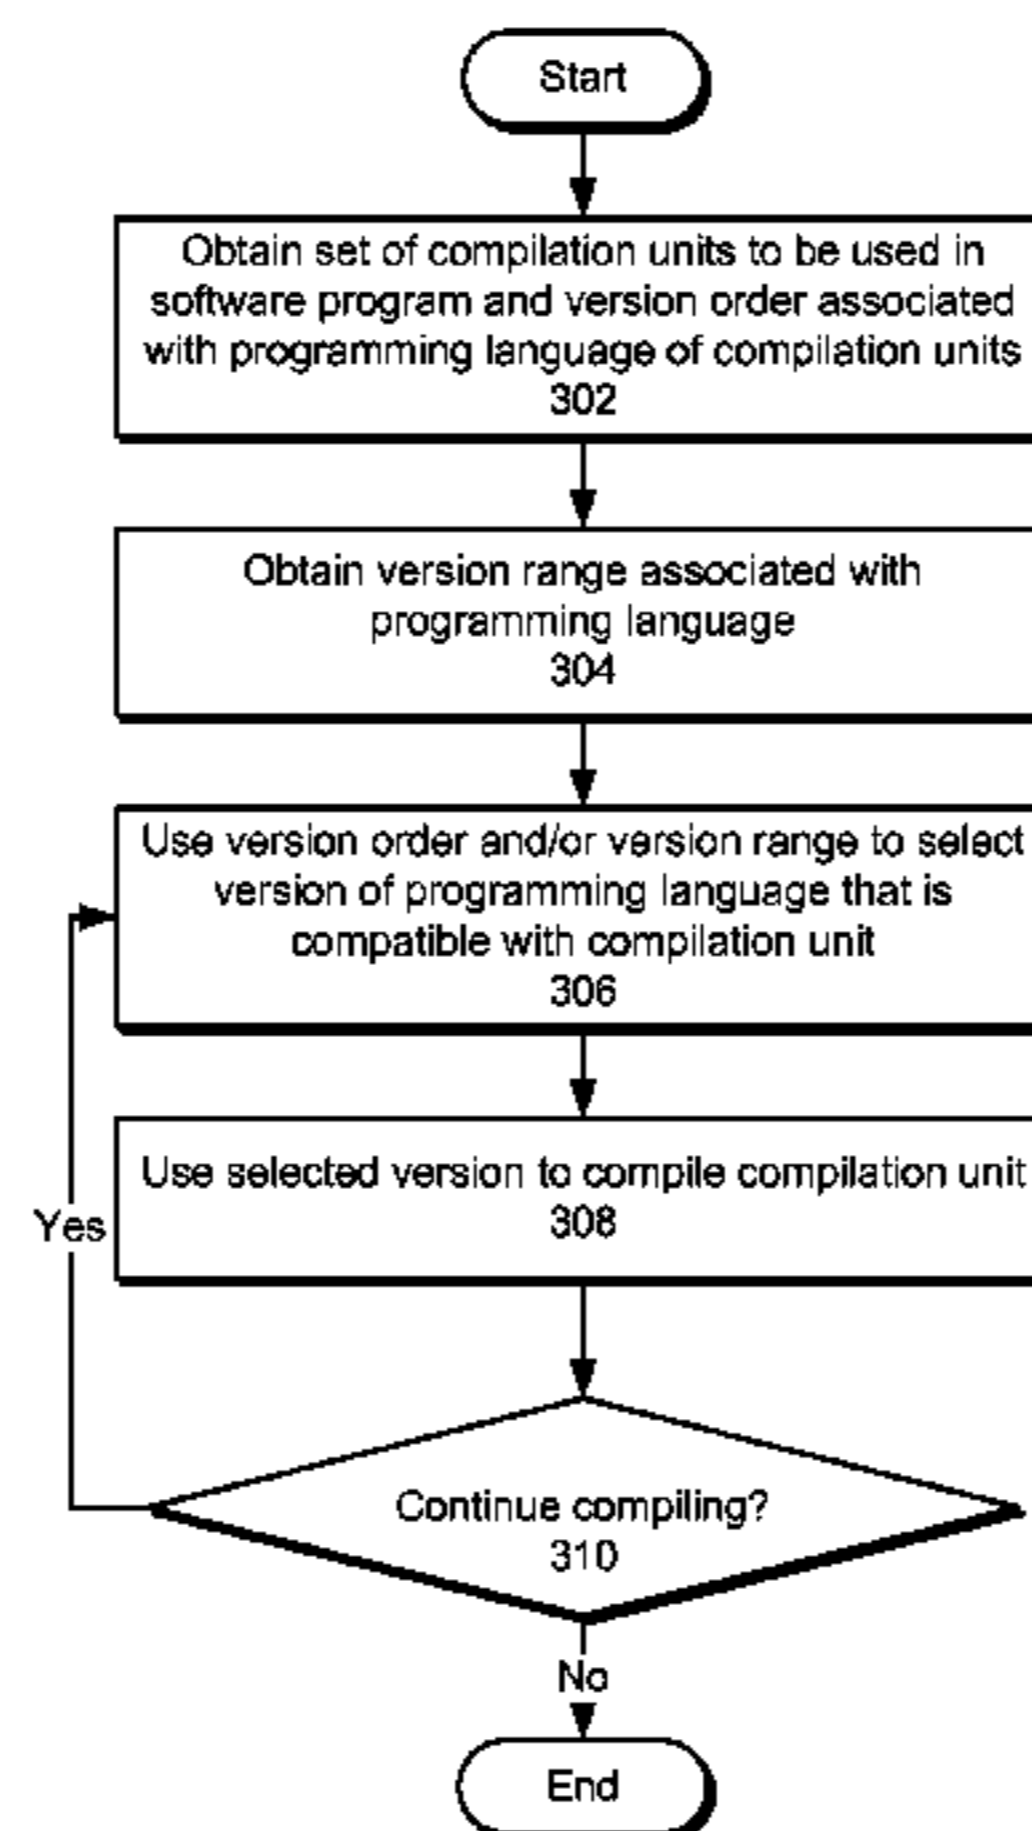 Start
Obtain set of compilation units to be used in
software program and version order associated
with programming language of compilation units
302
Obtain version range associated with
programming language
304
Use version order and/or version range to select
version of programming language that is
compatible with compilation unit
306
Use selected version to compile compilation unit
308
Yes
Continue compiling?
310
No
End